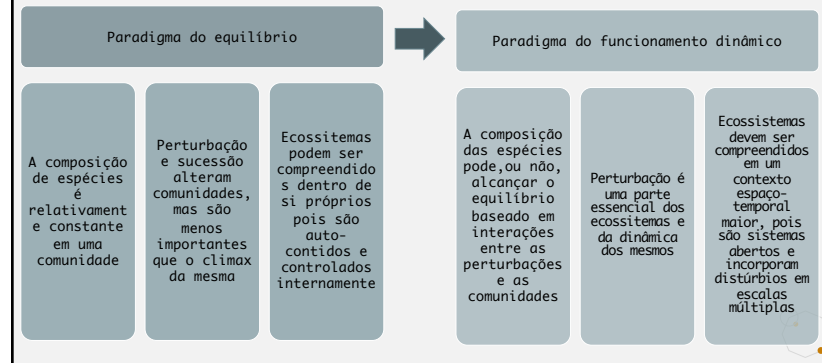 Paradigma do equilíbrio
Paradigma do funcionamento dinâmico
A composição
de espécies
é
relativament
e constante
em uma
comunidade
Perturbação
e sucessão
alteram
comunidades,
mas são
menos
importantes
que o climax
da mesma
Ecossitemas
podem ser
compreendido
s dentro de
si próprios
pois são
auto-
contidos e
controlados
internamente
A composição
das espécies
pode,ou não,
alcançar o
equilíbrio
baseado em
interações
entre as
perturbações
e as
comunidades
Perturbação é
uma parte
essencial dos
ecossitemas e
da dinâmica
dos mesmos
Ecossistemas
devem ser
compreendidos
em um
contexto
espaço-
temporal
maior, pois
são sistemas
abertos e
incorporam
distúrbios em
escalas
múltiplas